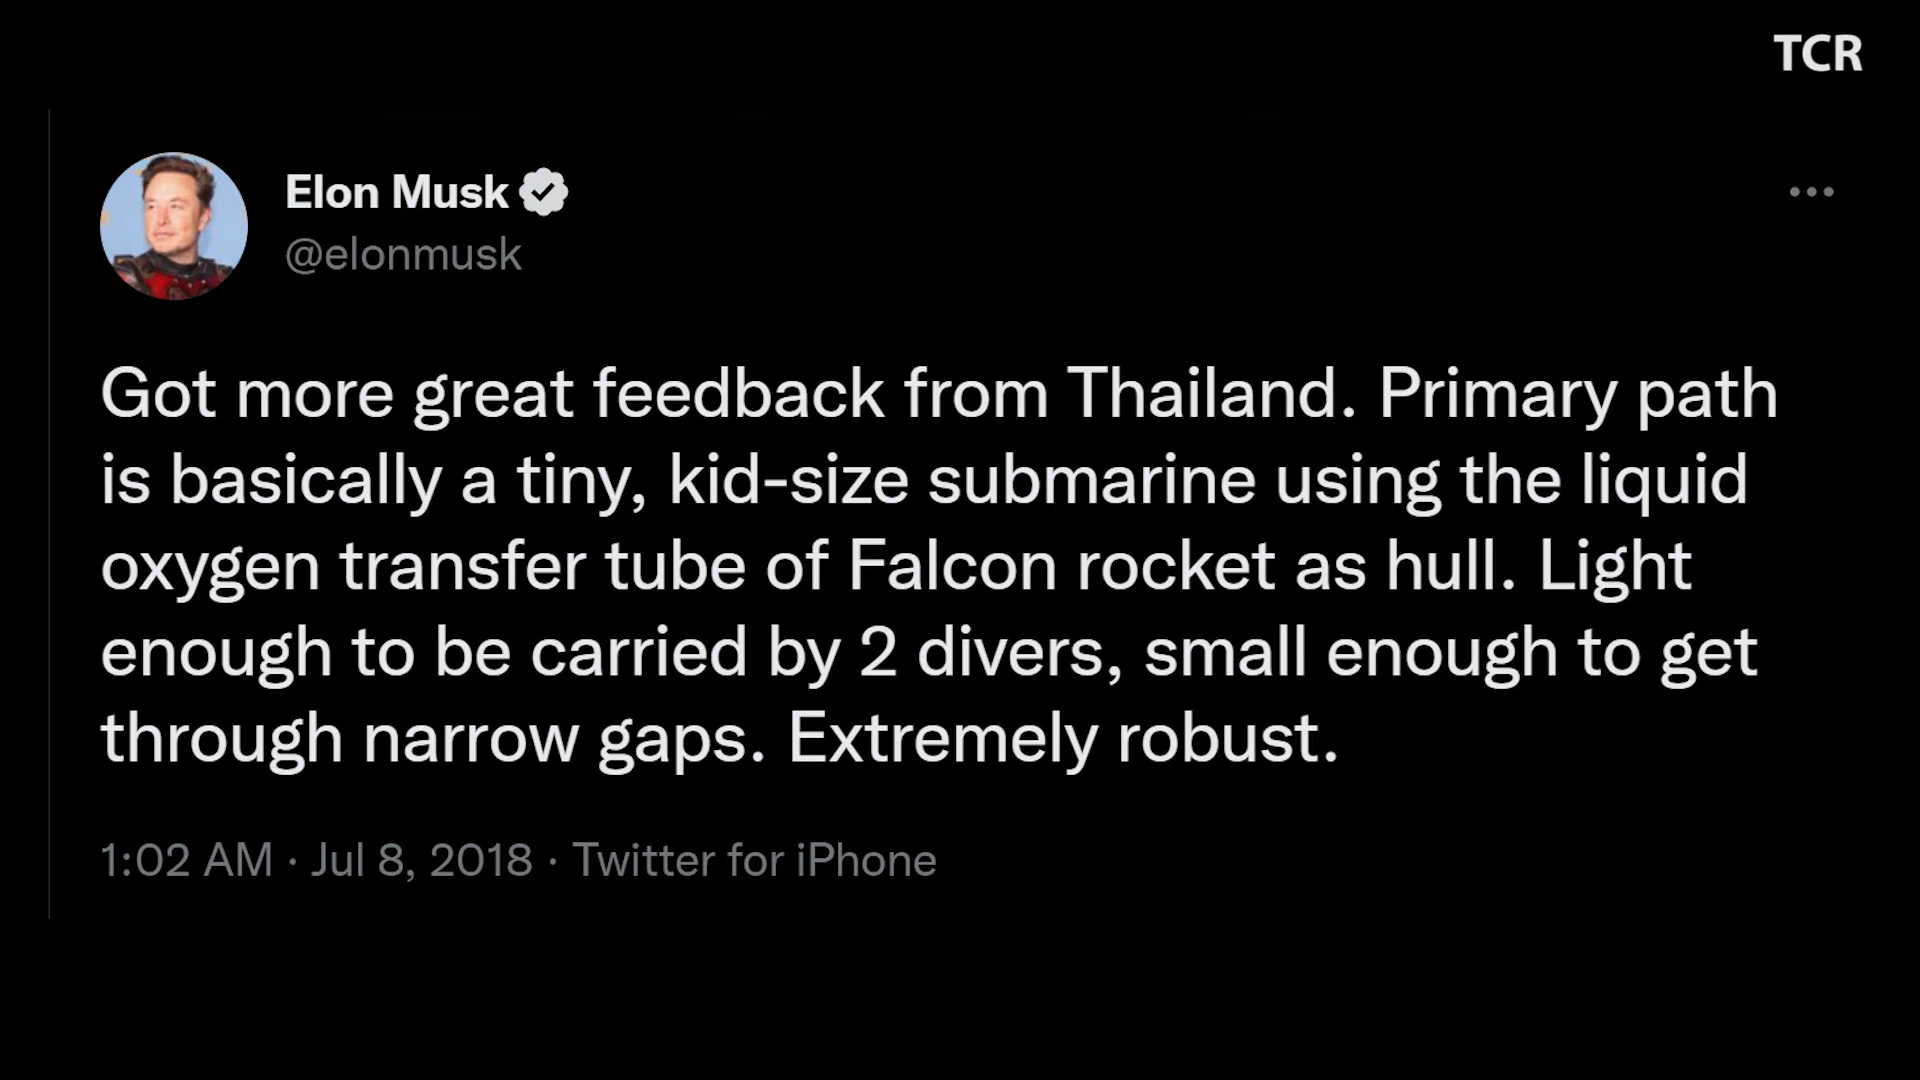 TCR
Elon Musk
@elonmusk
Got more great feedback from Thailand. Primary path
is basically a tiny, kid-size submarine using the liquid
oxygen transfer tube of Falcon rocket as hull. Light
enough to be carried by 2 divers, small enough to get
through narrow gaps. Extremely robust.
1:02 AM · Jul 8, 2018 · Twitter for iPhone